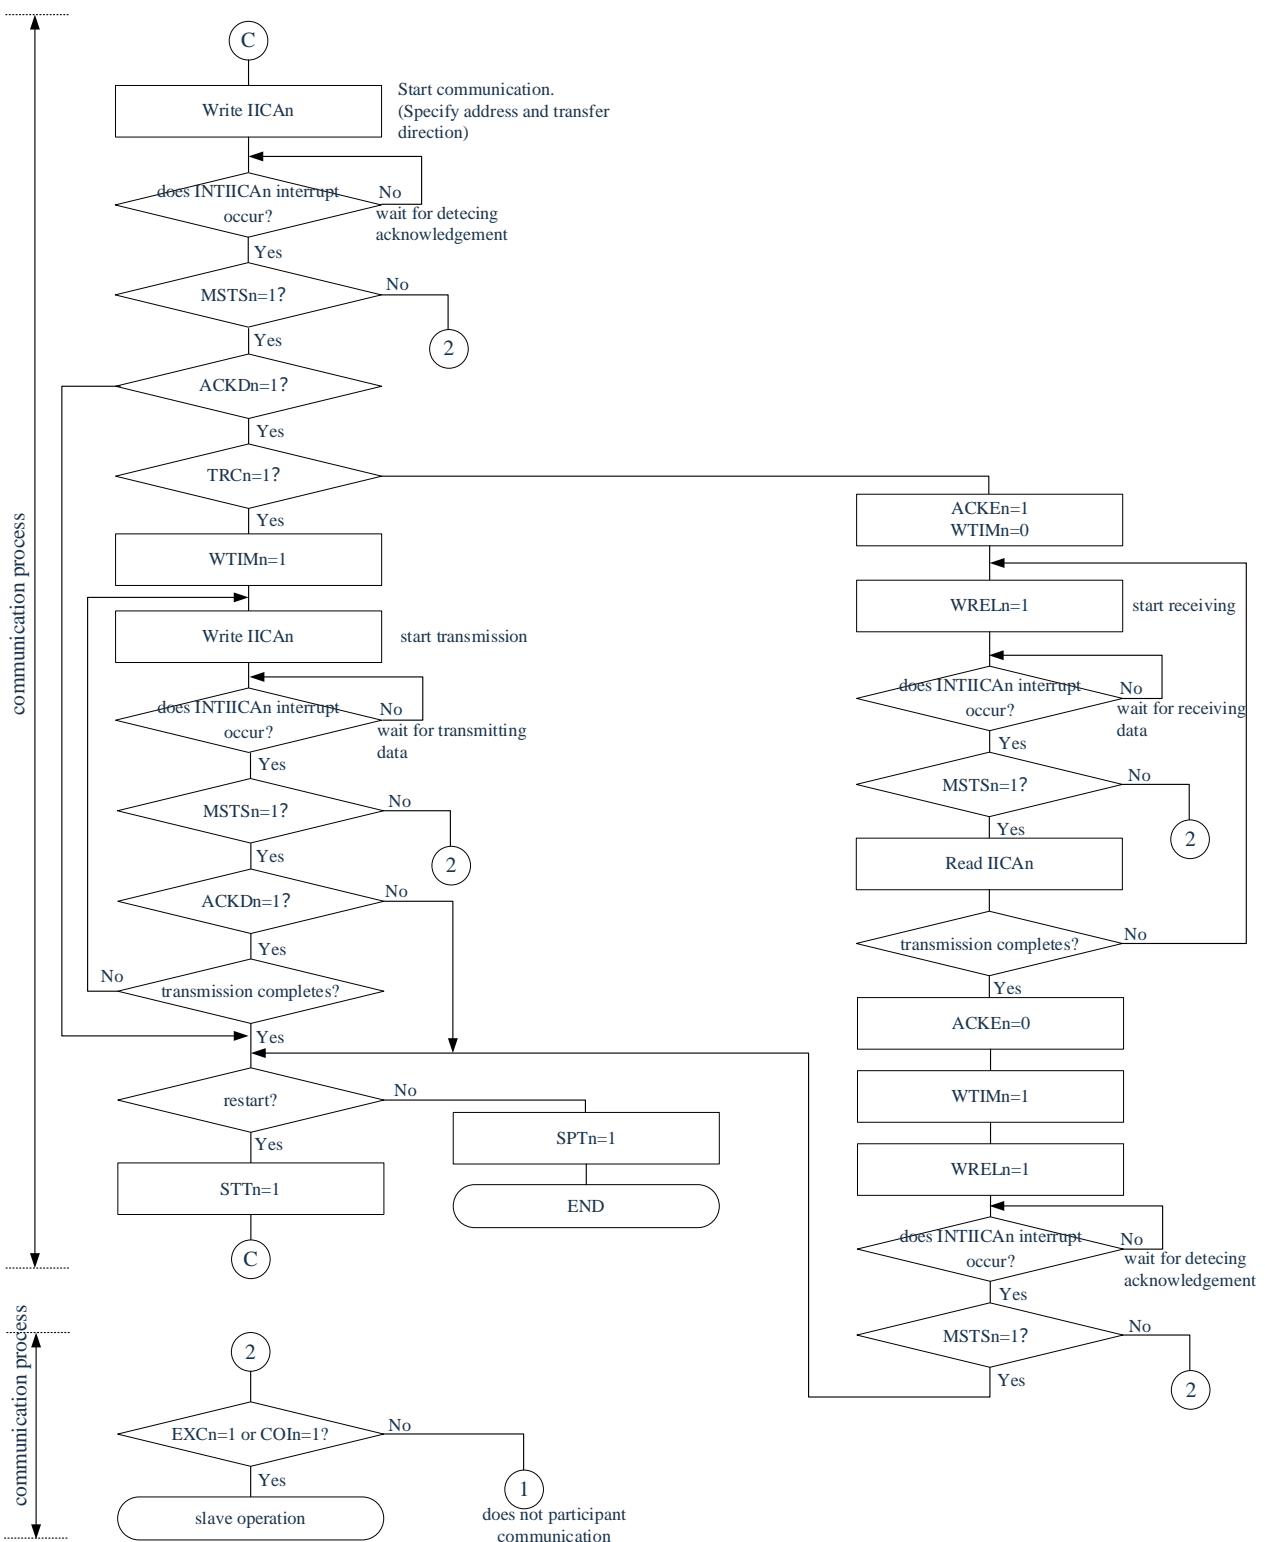 C
Write IICAn
Start communication.
(Specify address and transfer
direction)
does INTIICAn interrupt
occur?
No
wait for detecing
acknowledgement
Yes
MSTSn=1?
No
2
Yes
ACKDn=1?
Yes
TRCn=1?
Yes
WTIMn=1
Write IICAn
start transmission
does INTIICAn interrupt
occur?
No
wait for transmitting
data
Yes
MSTSn=1?
No
2
Yes
ACKDn=1?
No
Yes
transmission completes?
No
Yes
restart?
No
Yes
SPTn=1
END
STTn=1
C
communication process
ACKEn=1
WTIMn=0
WRELn=1
start receiving
does INTIICAn interrupt
occur?
No
wait for receiving
data
Yes
MSTSn=1?
No
2
Yes
Read IICAn
transmission completes?
No
Yes
ACKEn=0
WTIMn=1
WRELn=1
does INTIICAn interrupt
occur?
No
wait for detecing
acknowledgement
Yes
MSTSn=1?
No
2
Yes
communication process
2
EXCn=1 or COIn=1?
No
1
does not participant
communication
Yes
slave operation